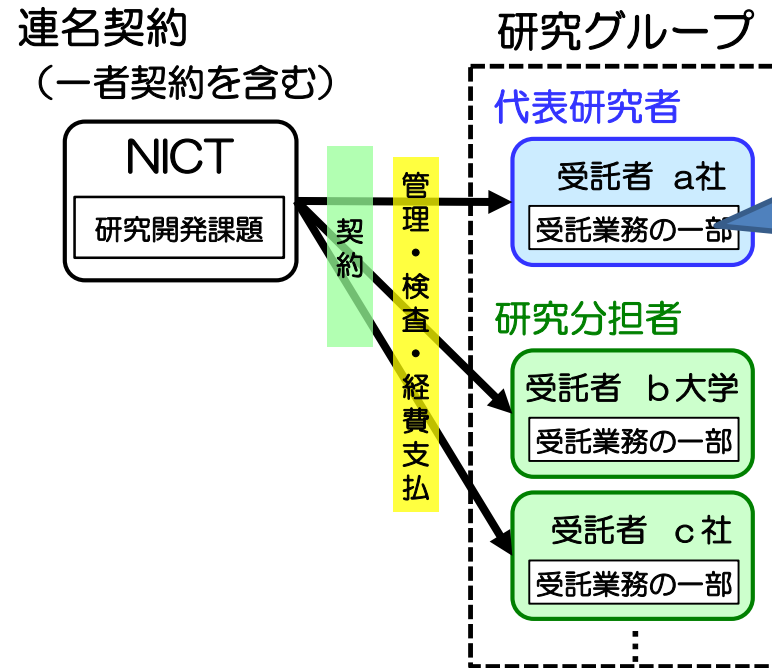 連名契約
（一者契約を含む）
NICT
研究開発課題
契約
管理・検査・経費支払
研究グループ
代表研究者
受託者 a社
受託業務の一部
研究分担者
受託者 b大学
受託業務の一部
受託者 c社
受託業務の一部